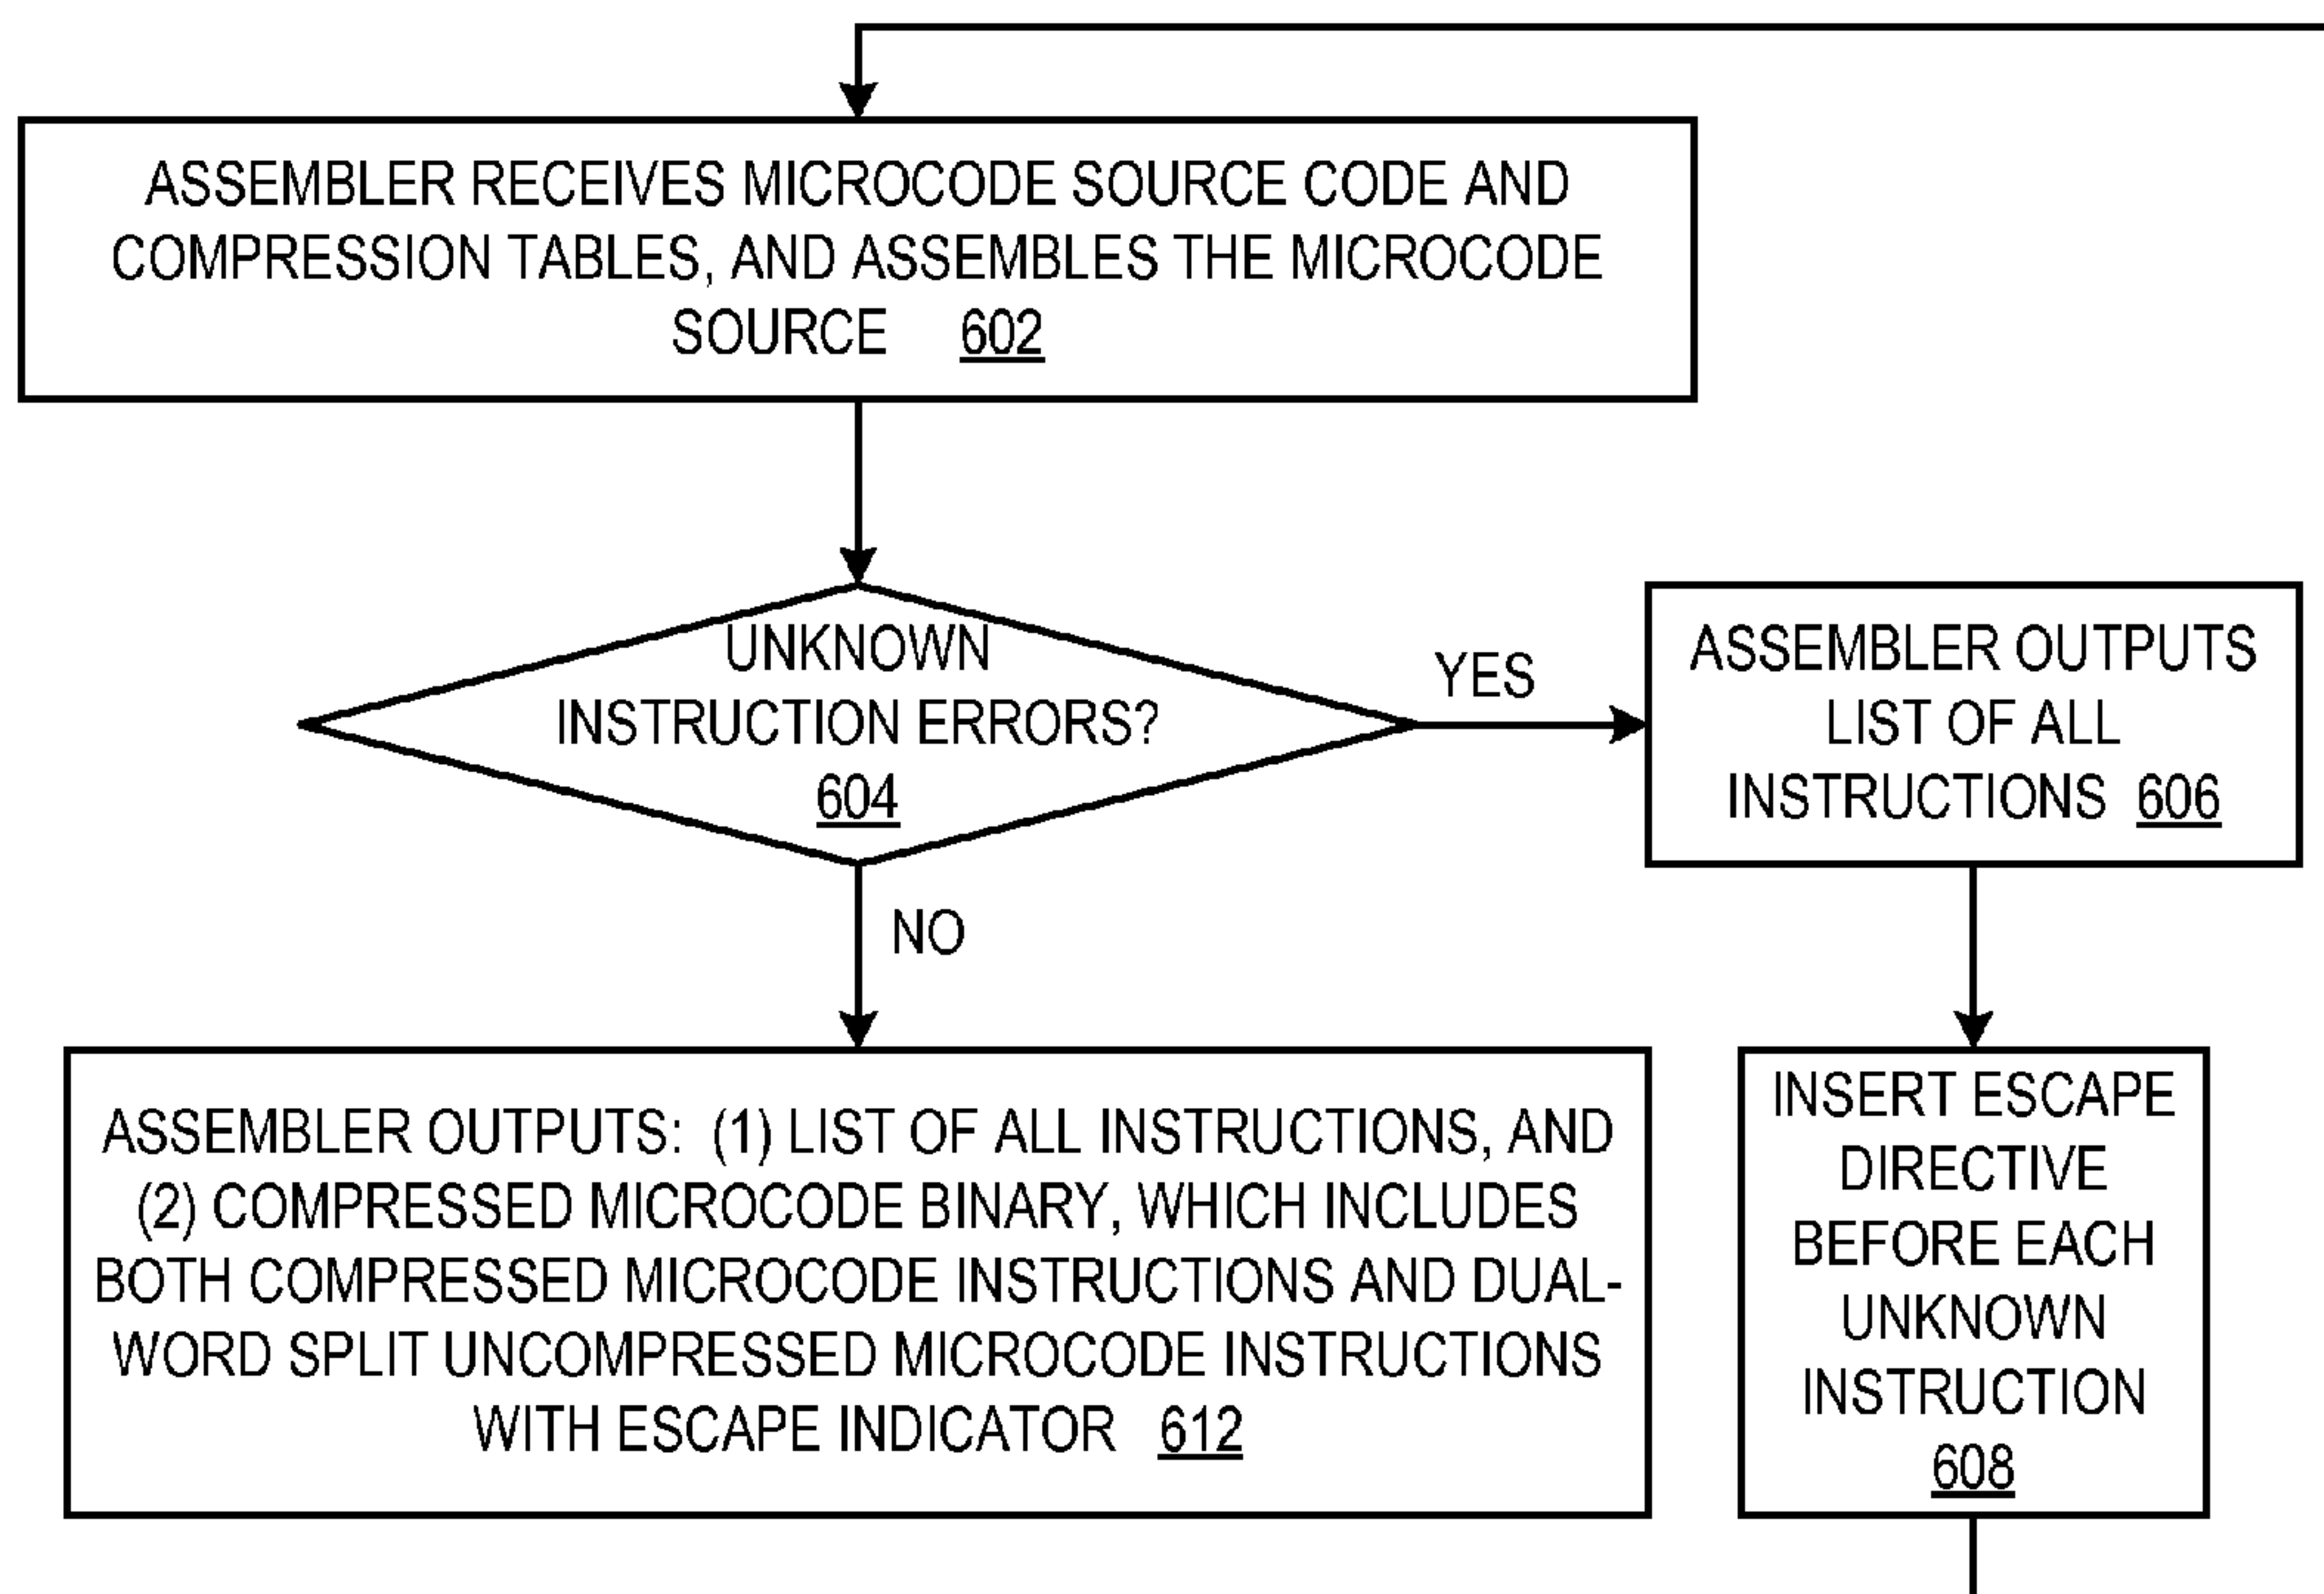 ASSEMBLER RECEIVES MICROCODE SOURCE CODE AND
COMPRESSION TABLES, AND ASSEMBLES THE MICROCODE
SOURCE 602
UNKNOWN
INSTRUCTION ERRORS?
604
YES
ASSEMBLER OUTPUTS
LIST OF ALL
INSTRUCTIONS 606
NO
ASSEMBLER OUTPUTS: (1) LIST OF ALL INSTRUCTIONS, AND
(2) COMPRESSED MICROCODE BINARY, WHICH INCLUDES
BOTH COMPRESSED MICROCODE INSTRUCTIONS AND DUAL-
WORD SPLIT UNCOMPRESSED MICROCODE INSTRUCTIONS
WITH ESCAPE INDICATOR 612
INSERT ESCAPE
DIRECTIVE
BEFORE EACH
UNKNOWN
INSTRUCTION
608